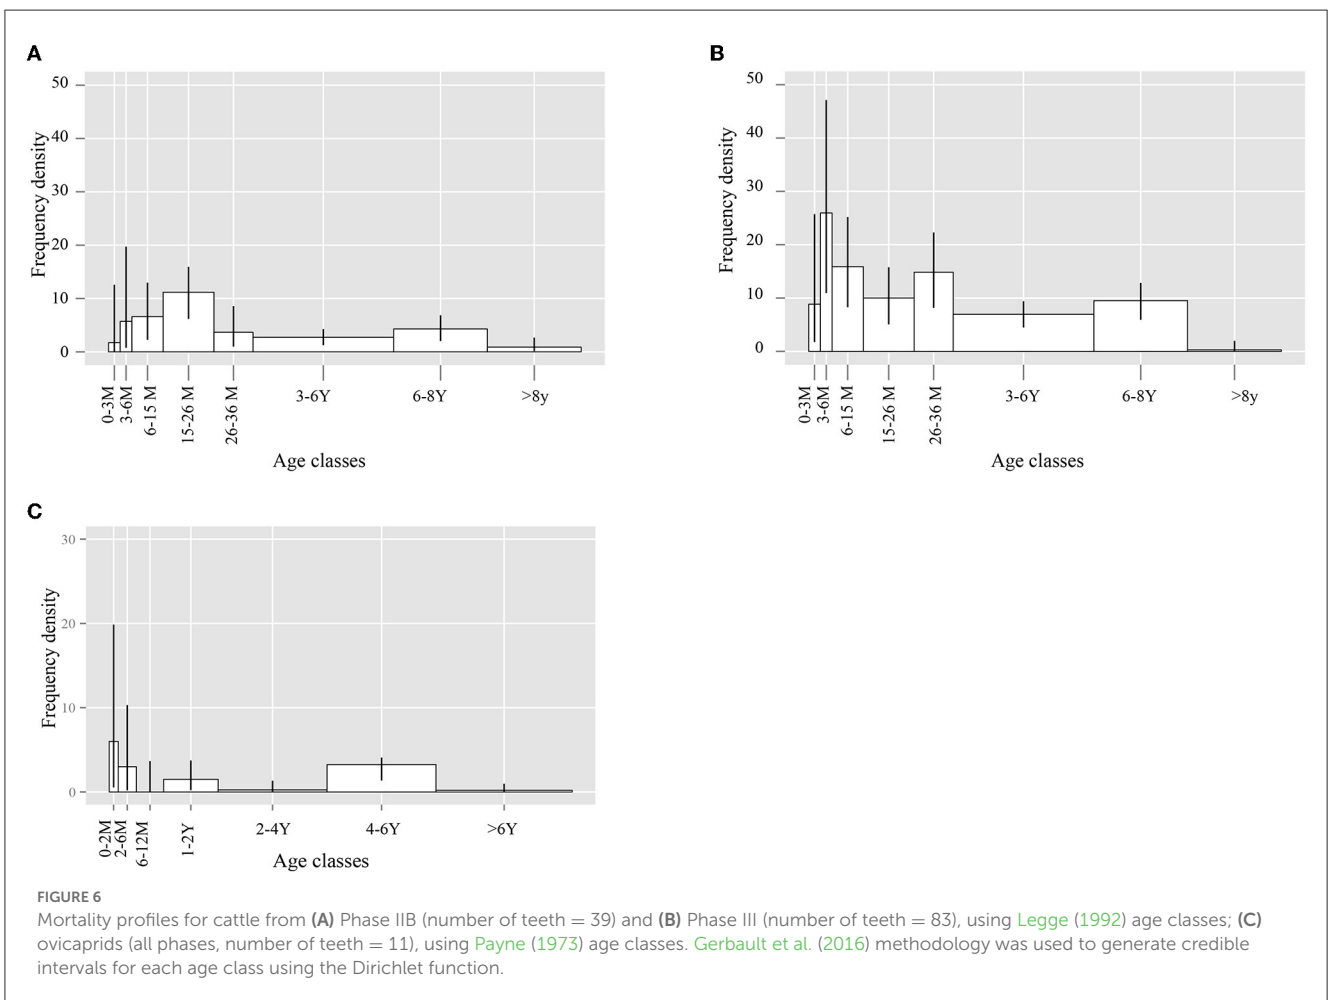 A
Frequency density
50
40
30
20
10
0
0-3M
3-6M
6-15 M
15-26 M
26-36 M
3-6Y
6-8Y
>8y
Age classes
B
Frequency density
50
40
30
20
10
0
0-3M
3-6M
6-15 M
15-26 M
26-36 M
3-6Y
6-8Y
>8y
Age classes
C
Frequency density
30
20
10
0
0-2M
2-6M
6-12M
1-2Y
2-4Y
4-6Y
>6Y
Age classes
FIGURE 6
Mortality profiles for cattle from (A) Phase IIB (number of teeth = 39) and (B) Phase III (number of teeth = 83), using Legge (1992) age classes; (C)
ovicaprids (all phases, number of teeth = 11), using Payne (1973) age classes. Gerbault et al. (2016) methodology was used to generate credible
intervals for each age class using the Dirichlet function.